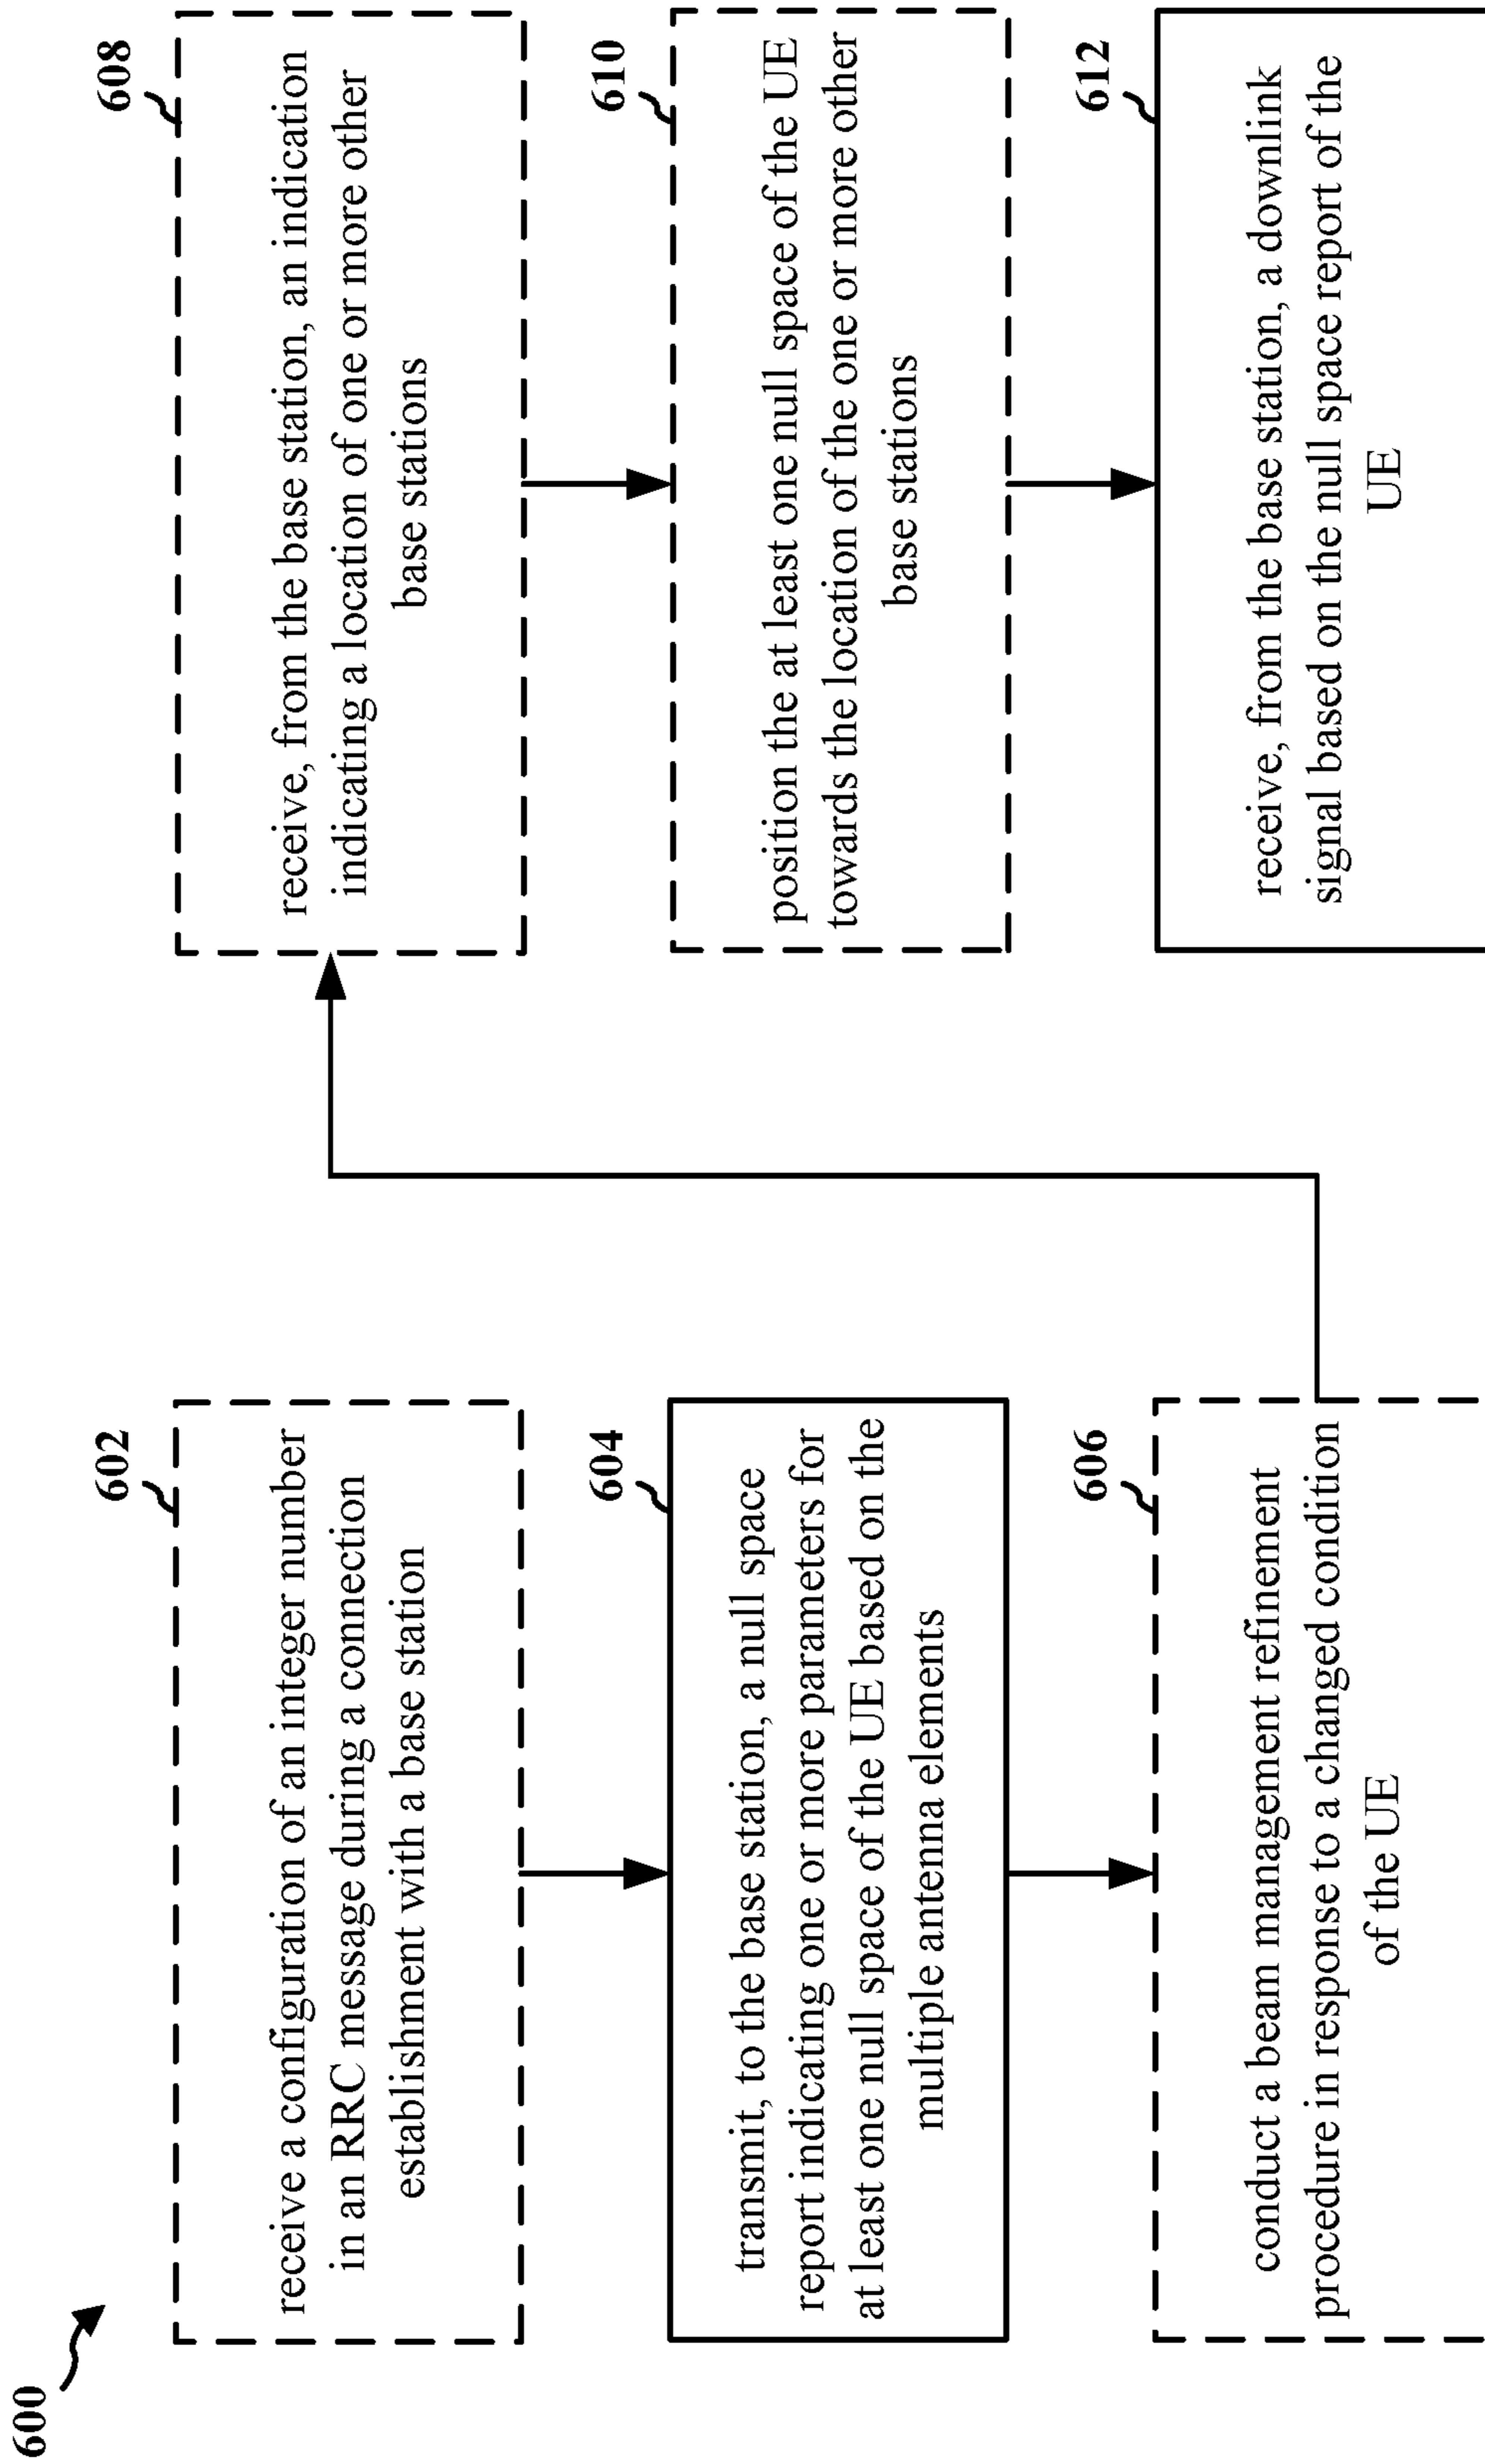 600
602
receive a configuration of an integer number
in an RRC message during a connection
establishment with a base station
604
transmit, to the base station, a null space
report indicating one or more parameters for
at least one null space of the UE based on the
multiple antenna elements
606
conduct a beam management refinement
procedure in response to a changed condition
of the UE
608
receive, from the base station, an indication
indicating a location of one or more other
base stations
610
position the at least one null space of the UE
towards the location of the one or more other
base stations
612
receive, from the base station, a downlink
signal based on the null space report of the
UE